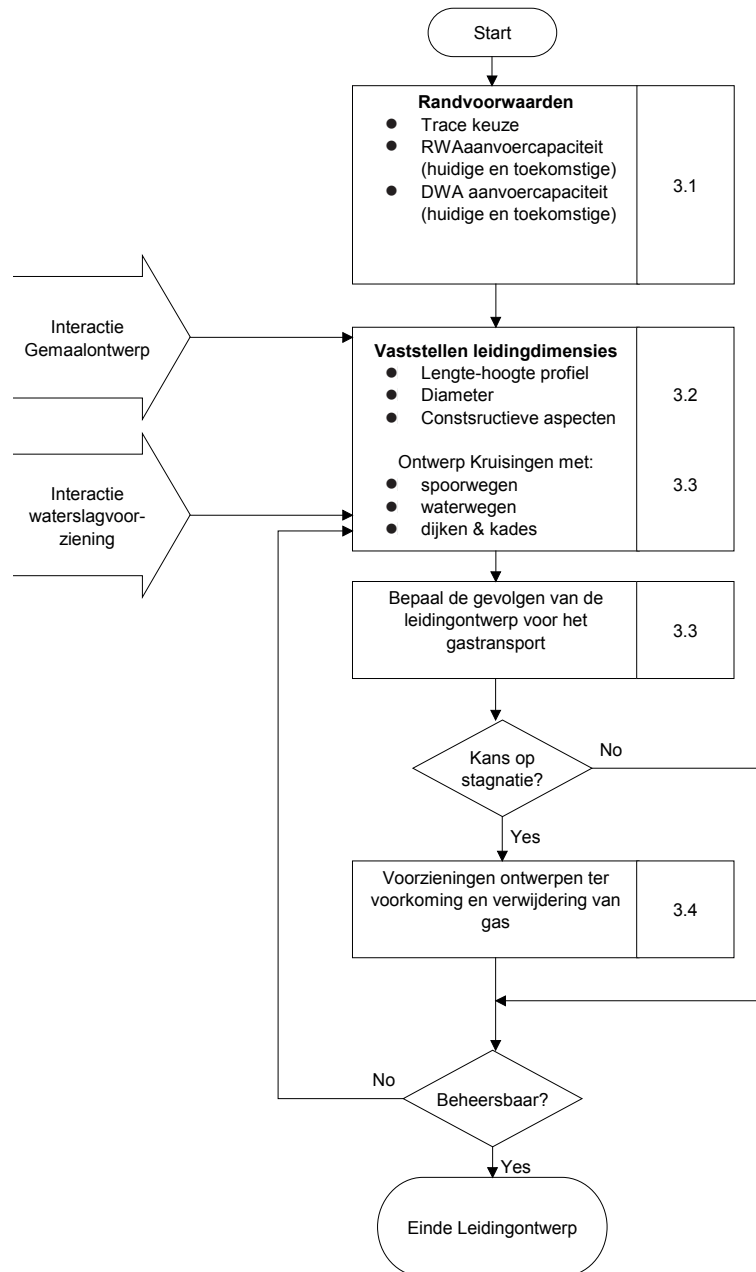 Start
Randvoorwaarden
● Trace keuze
● RWAaanvoercapaciteit
(huidige en toekomstige)
● DWA aanvoercapaciteit
(huidige en toekomstige)
3.1
Interactie
Gemaalontwerp
Vaststellen leidingdimensies
● Lengte-hoogte profiel
● Diameter
● Constsructieve aspecten
3.2
Ontwerp Kruisingen met:
● spoorwegen
● waterwegen
● dijken & kades
3.3
Interactie
waterslagvoor-
ziening
Bepaal de gevolgen van de
leidingontwerp voor het
gastransport
3.3
Kans op
stagnatie?
No
Yes
Voorzieningen ontwerpen ter
voorkoming en verwijdering van
gas
3.4
No
Beheersbaar?
Yes
Einde Leidingontwerp